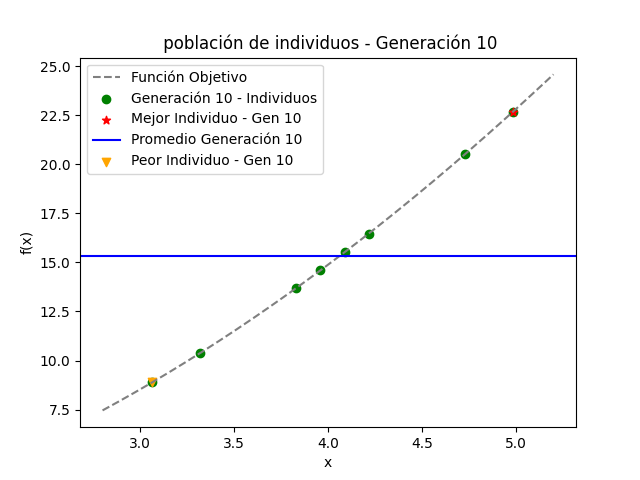 población de individuos - Generación 10
25.0
22.5
20.0
17.5
15.0
12.5
10.0
7.5
f(x)
Función Objetivo
Generación 10 - Individuos
Mejor Individuo - Gen 10
Promedio Generación 10
Peor Individuo - Gen 10
3.0 3.5 4.0 4.5 5.0
x